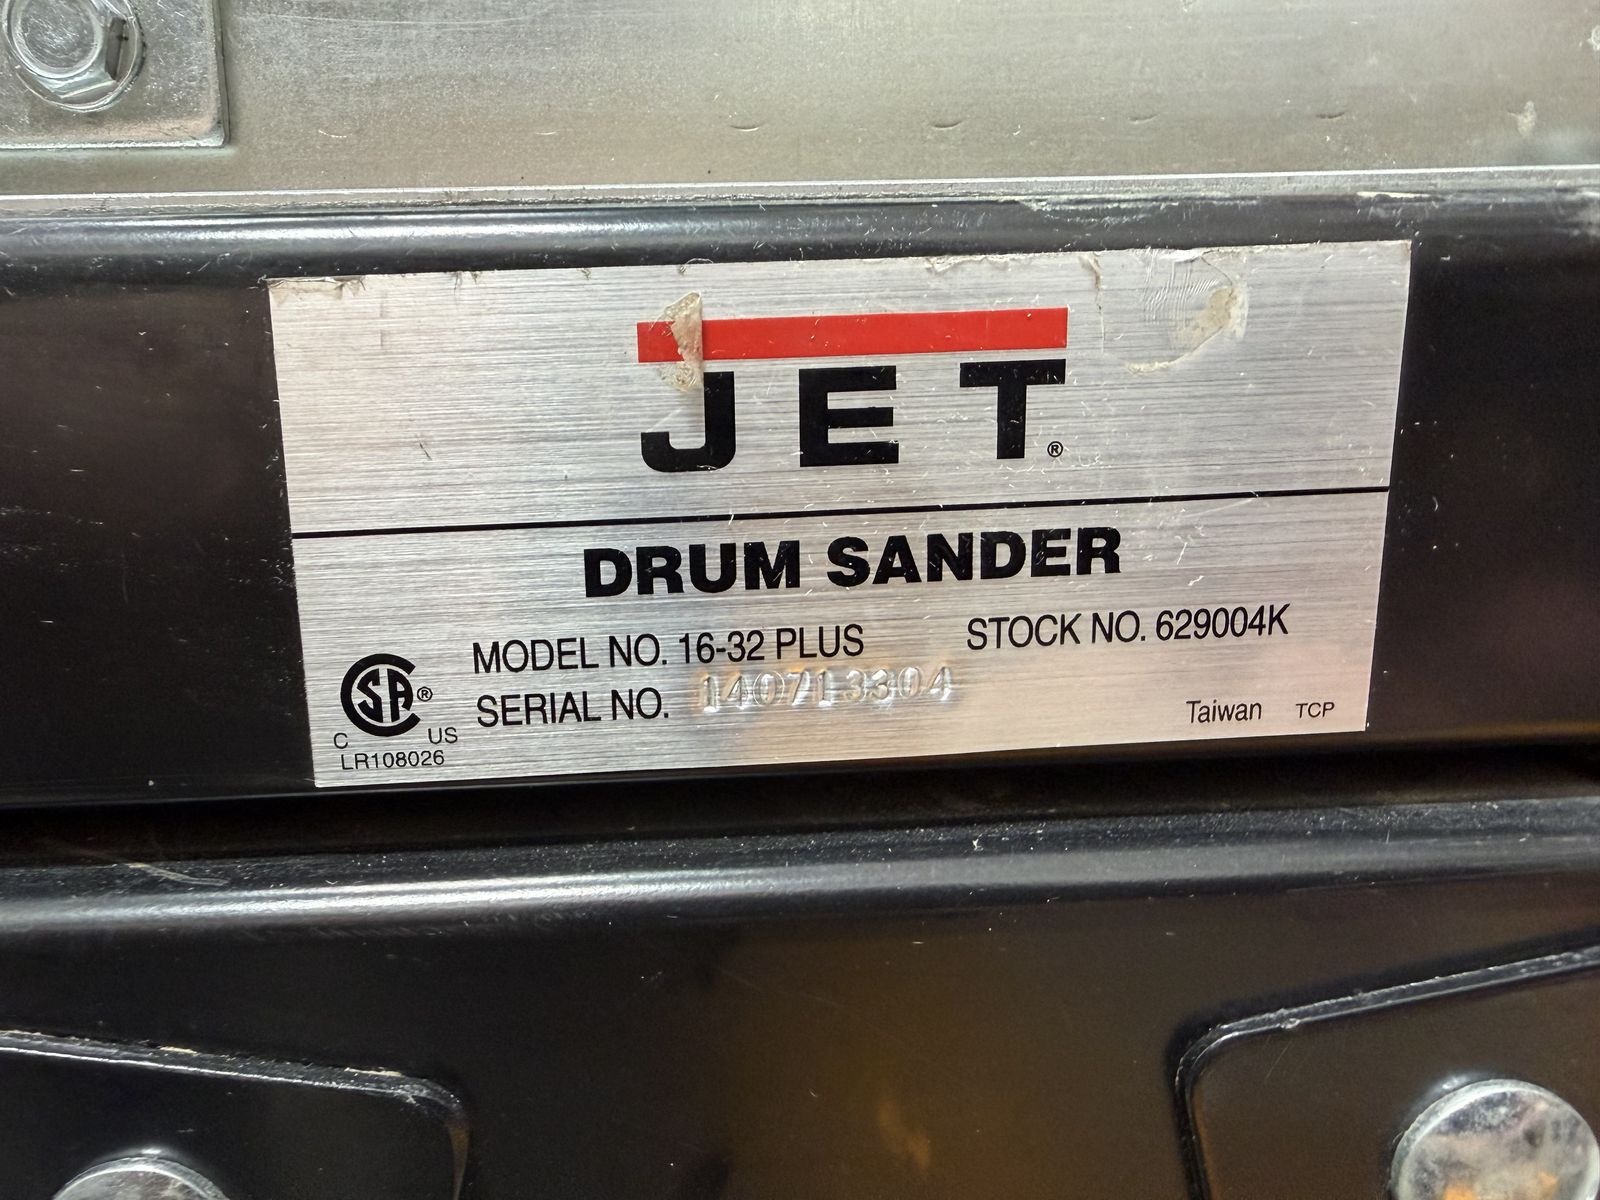 JET®
DRUM SANDER
MODEL NO. 16-32 PLUS STOCK NO. 629004K
SERIAL NO. 140713304
CSA®
C US
LR108026
Taiwan TCP